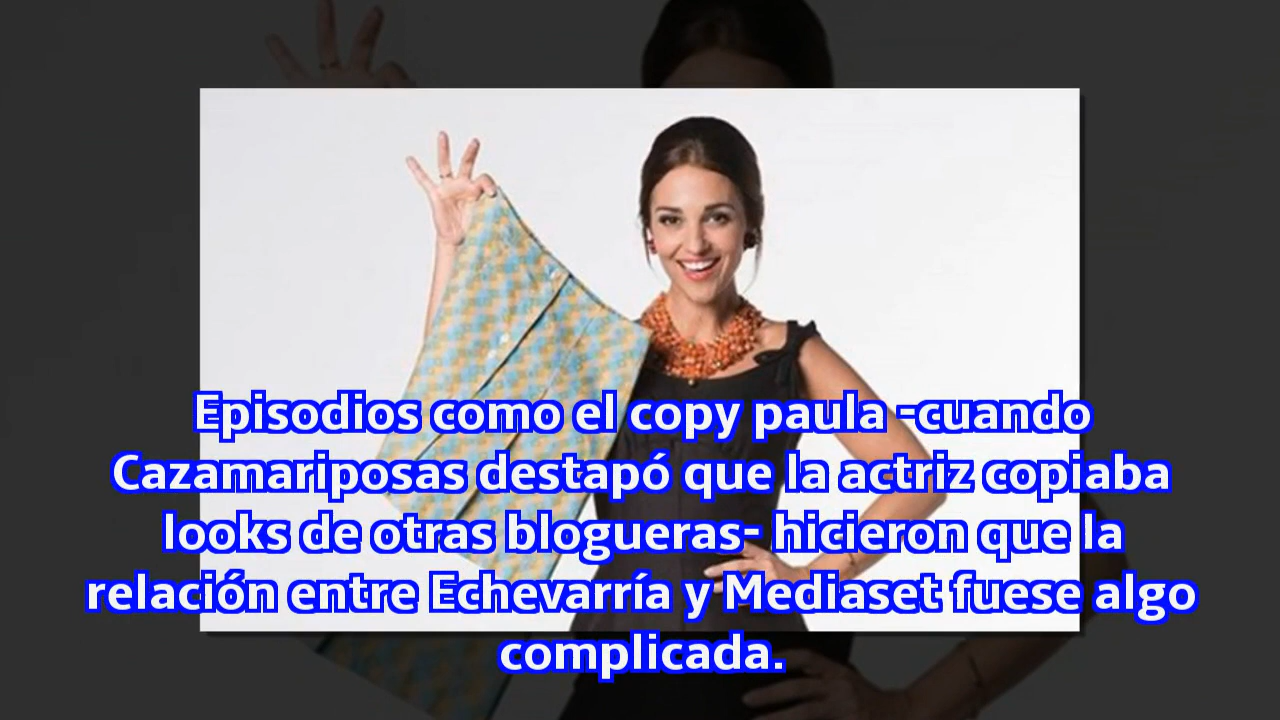 Episodios como el copy paula -cuando
Cazamariposas destapó que la actriz copiaba
looks de otras blogueras- hicieron que la
relación entre Echevarría y Mediaset fuese algo
complicada.